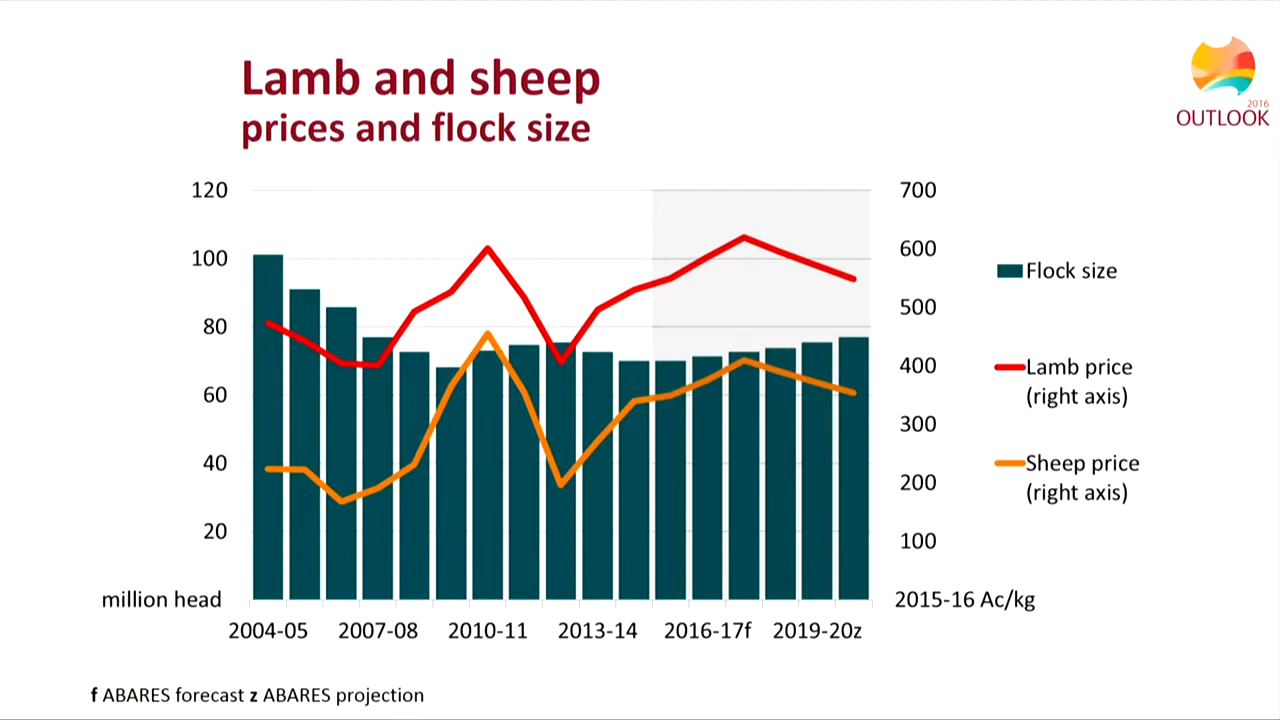 Lamb and sheep
prices and flock size
2016
OUTLOOK
120
100
80
60
40
20
million head
700
600
500
400
300
200
100
2015-16 Ac/kg
2004-05
2007-08
2010-11
2013-14
2016-17f
2019-20z
Flock size
Lamb price
(right axis)
Sheep price
(right axis)
f ABARES forecast z ABARES projection